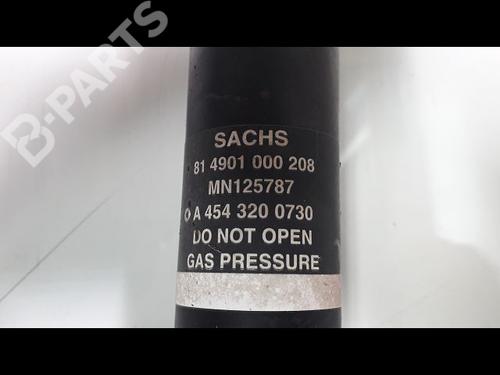 B-PARTS
SACHS
81 4901 000 208
MN125787
A 454 320 0730
DO NOT OPEN
GAS PRESSURE